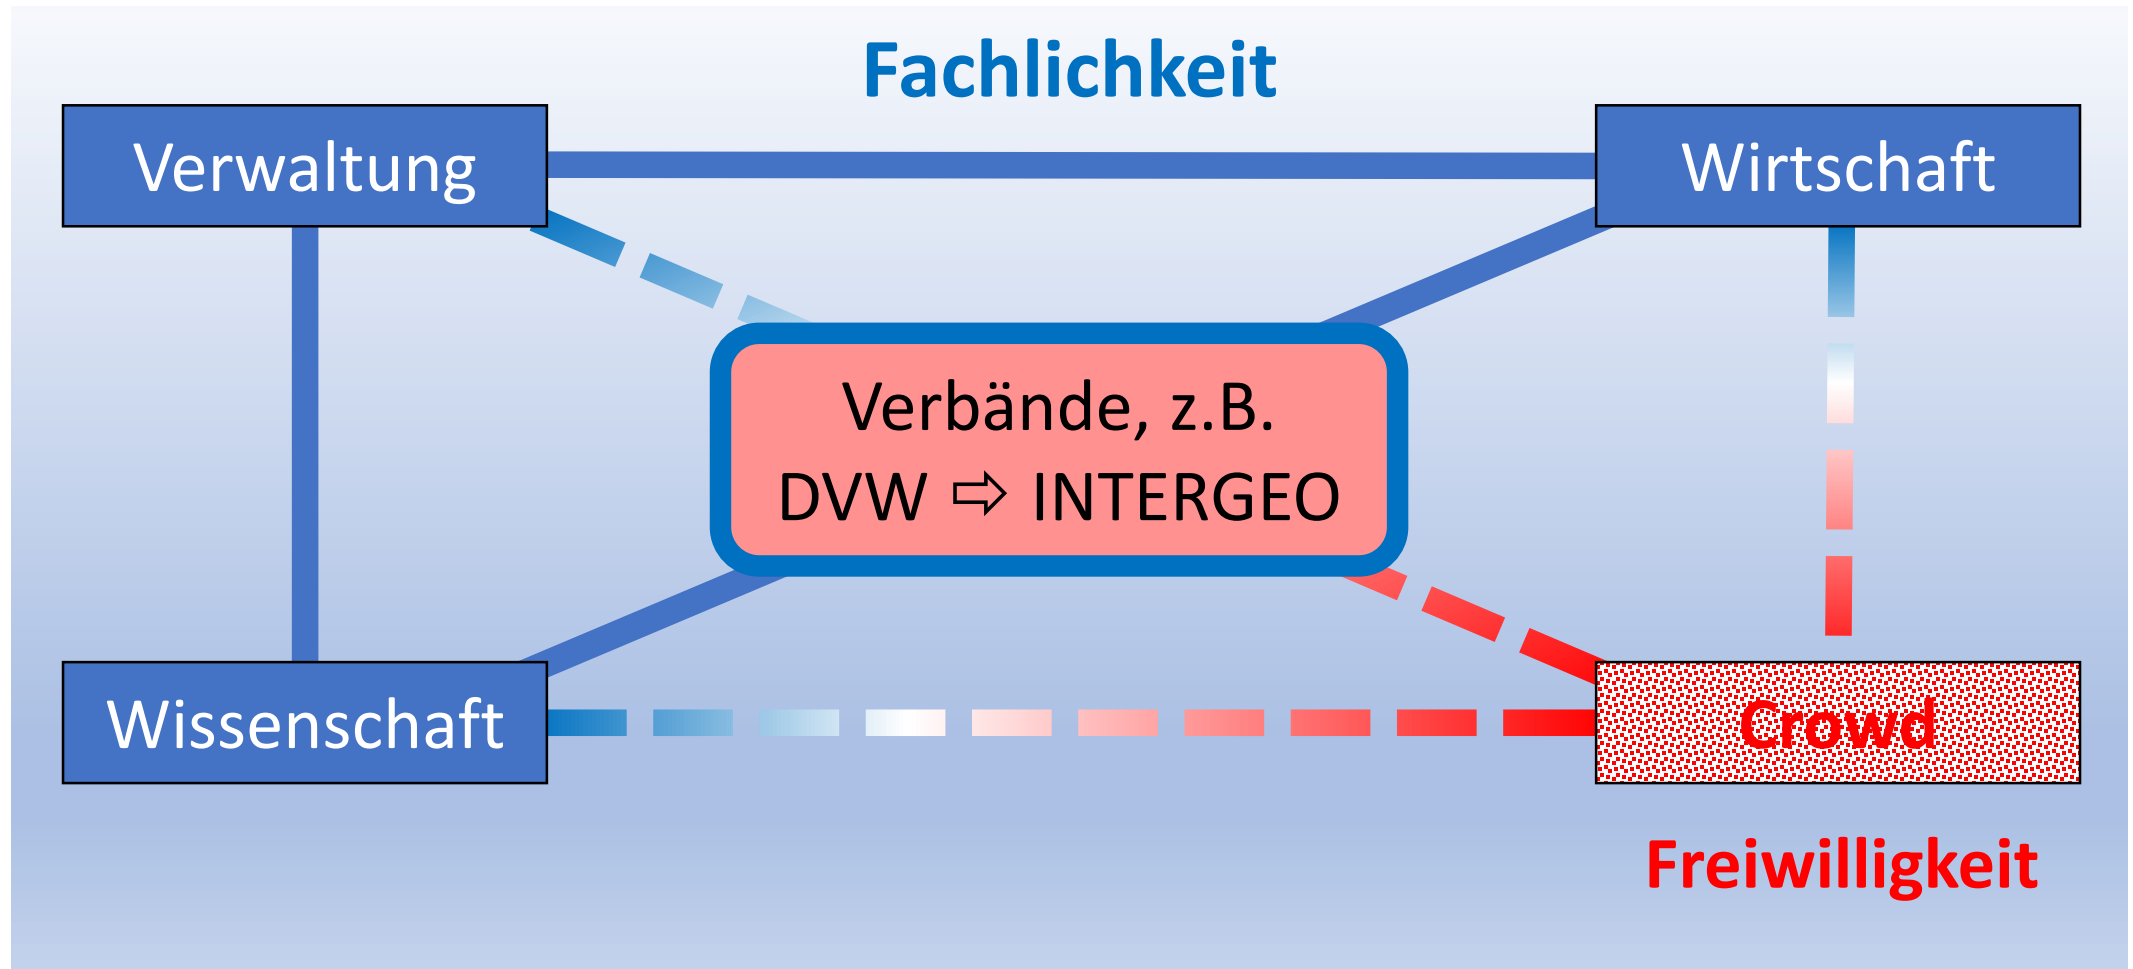 Fachlichkeit
Verwaltung
Wirtschaft
Verbände, z.B.
DVW ⇨ INTERGEO
Wissenschaft
Crowd
Freiwilligkeit